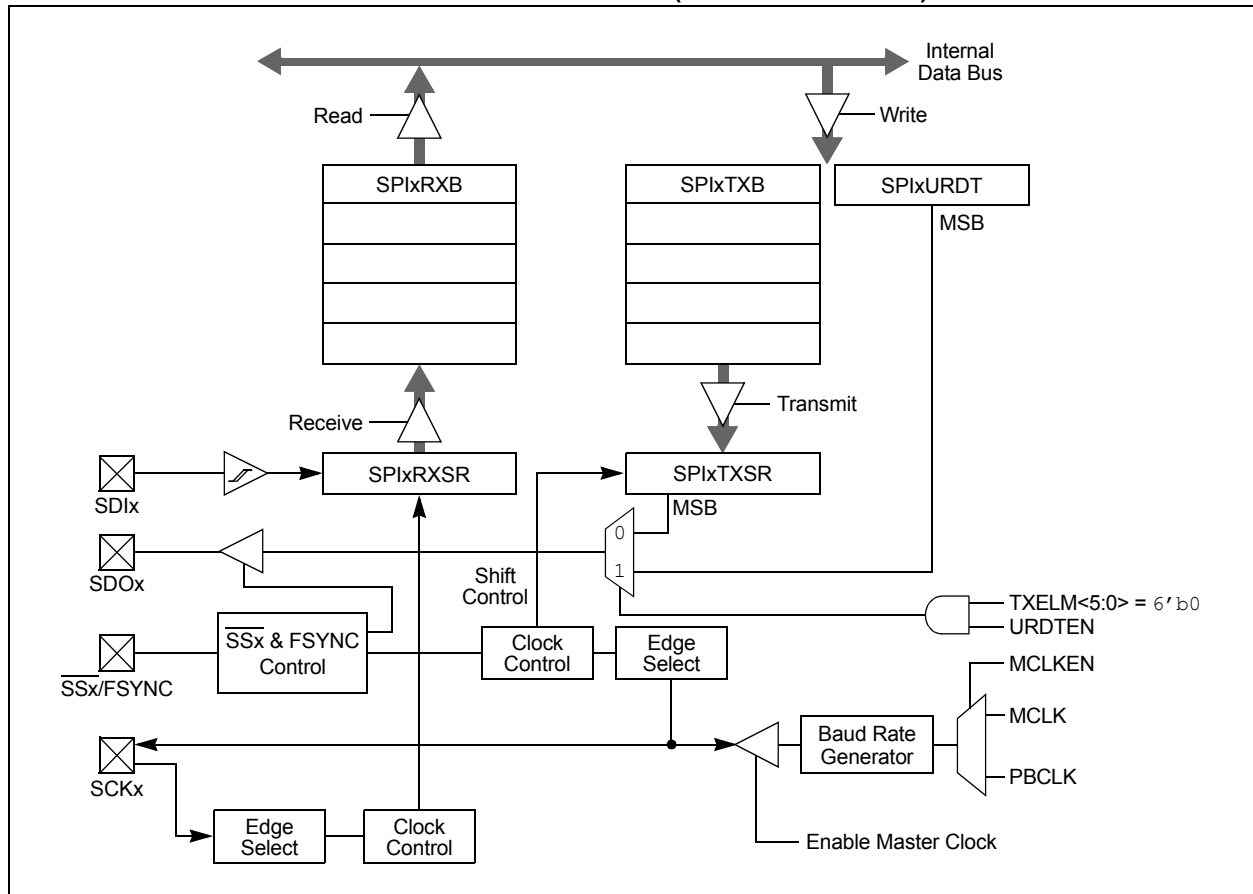 Internal
Data Bus
Read
Write
SPIxRXB
SPIxTXB
SPIxURDT
MSB
Transmit
Receive
SPIxRXSR
SPIxTXSR
SDIx
MSB
0
SDOx
1
Shift
Control
TXELM<5:0> = 6'b0
URDTEN
SSx & FSYNC
Control
Clock
Control
Edge
Select
SSx/FSYNC
MCLKEN
MCLK
Baud Rate
Generator
PBCLK
SCKx
Edge
Select
Clock
Control
Enable Master Clock